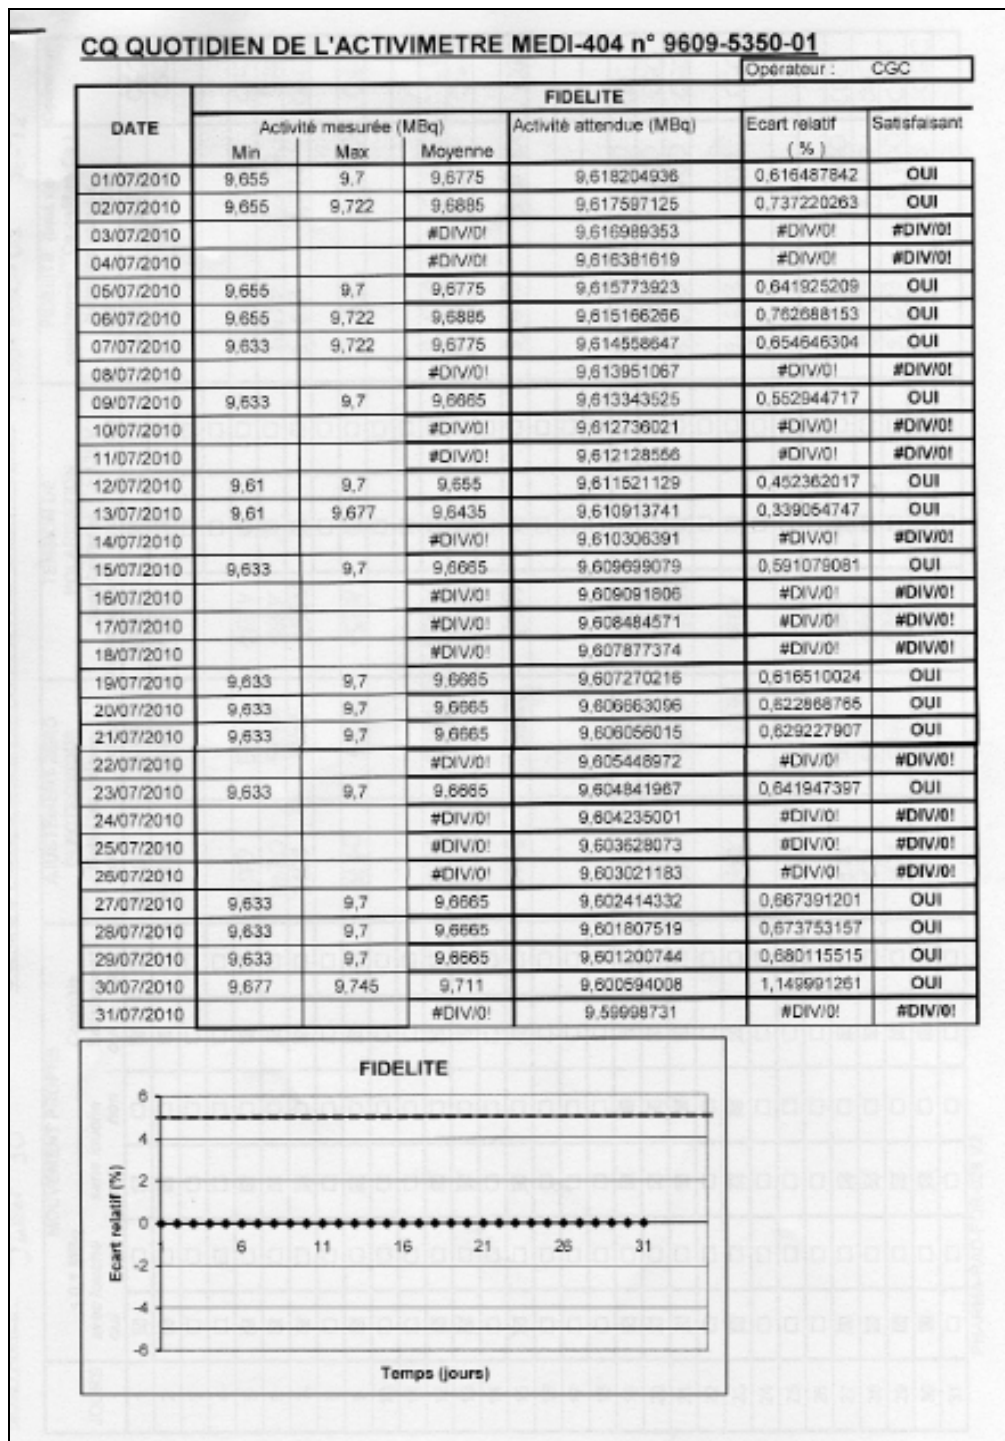 CQ QUOTIDIEN DE L'ACTIVIMETRE MEDI-404 n° 9609-5350-01
Opérateur : CGC
FIDELITE
DATE Activité mesurée (MBq) Activité attendue (MBq) Ecart relatif Satisfaisant
Min Max Moyenne ( % )
01/07/2010 9,655 9,7 9,6775 9,618204936 0,616487842 OUI
02/07/2010 9,655 9,722 9,6885 9,617597125 0,737220263 OUI
03/07/2010 #DIV/0! 9,616989353 #DIV/0! #DIV/0!
04/07/2010 #DIV/0! 9,616381619 #DIV/0! #DIV/0!
05/07/2010 9,655 9,7 9,6775 9,615773923 0,641925209 OUI
06/07/2010 9,655 9,722 9,6885 9,615166266 0,762688153 OUI
07/07/2010 9,633 9,722 9,6775 9,614558647 0,654646304 OUI
08/07/2010 #DIV/0! 9,613951067 #DIV/0! #DIV/0!
09/07/2010 9,633 9,7 9,6665 9,613343525 0,552944717 OUI
10/07/2010 #DIV/0! 9,612736021 #DIV/0! #DIV/0!
11/07/2010 #DIV/0! 9,612128556 #DIV/0! #DIV/0!
12/07/2010 9,61 9,7 9,655 9,611521129 0,452362017 OUI
13/07/2010 9,61 9,677 9,6435 9,610913741 0,339054747 OUI
14/07/2010 #DIV/0! 9,610306391 #DIV/0! #DIV/0!
15/07/2010 9,633 9,7 9,6665 9,609699079 0,591079081 OUI
16/07/2010 #DIV/0! 9,609091806 #DIV/0! #DIV/0!
17/07/2010 #DIV/0! 9,608484571 #DIV/0! #DIV/0!
18/07/2010 #DIV/0! 9,607877374 #DIV/0! #DIV/0!
19/07/2010 9,633 9,7 9,6665 9,607270216 0,616510024 OUI
20/07/2010 9,633 9,7 9,6665 9,606663096 0,622868765 OUI
21/07/2010 9,633 9,7 9,6665 9,606056015 0,629227907 OUI
22/07/2010 #DIV/0! 9,605448972 #DIV/0! #DIV/0!
23/07/2010 9,633 9,7 9,6665 9,604841967 0,641947397 OUI
24/07/2010 #DIV/0! 9,604235001 #DIV/0! #DIV/0!
25/07/2010 #DIV/0! 9,603628073 #DIV/0! #DIV/0!
26/07/2010 #DIV/0! 9,603021183 #DIV/0! #DIV/0!
27/07/2010 9,633 9,7 9,6665 9,602414332 0,667391201 OUI
28/07/2010 9,633 9,7 9,6665 9,601807519 0,673753157 OUI
29/07/2010 9,633 9,7 9,6665 9,601200744 0,680115515 OUI
30/07/2010 9,677 9,745 9,711 9,600594008 1,149991261 OUI
31/07/2010 #DIV/0! 9,59998731 #DIV/0! #DIV/0!
FIDELITE
Ecart relatif (%)
6
4
2
0
-2
-4
-6
1 6 11 16 21 26 31
Temps (jours)